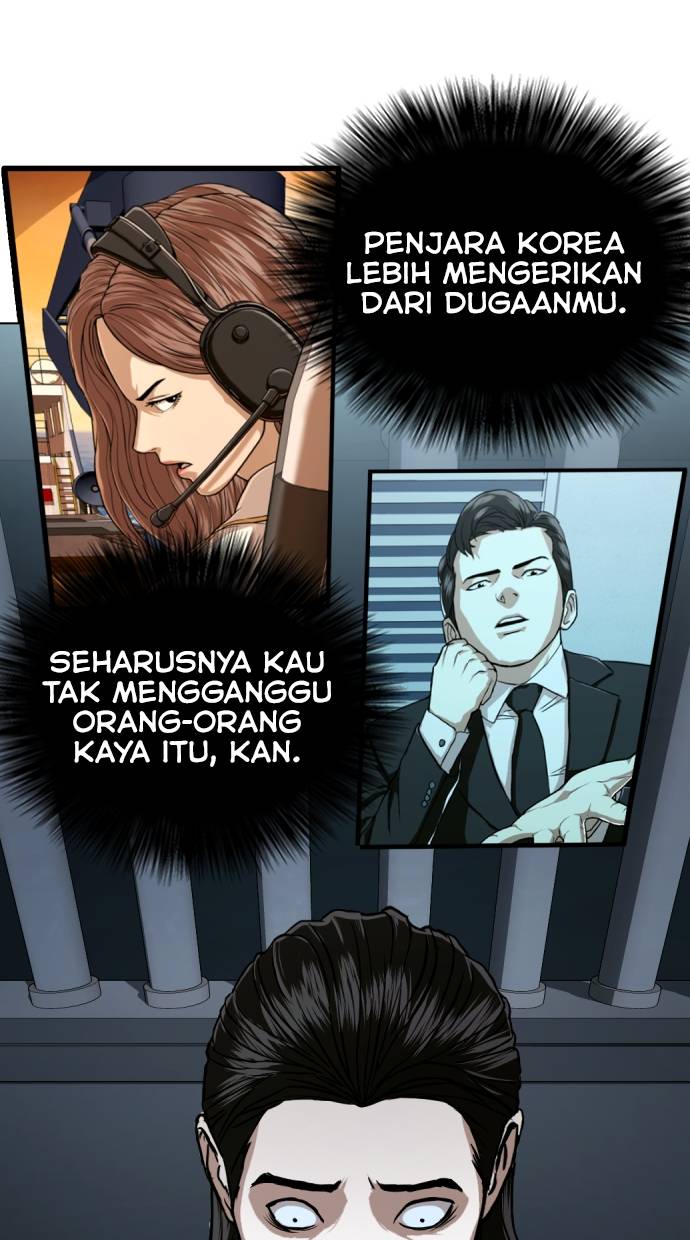 PENJARA KOREA
LEBIH MENGERIKAN
DARI DUGAANMU.
SEHARUSNYA KAU
TAK MENGGANGGU
ORANG-ORANG
KAYA ITU, KAN.